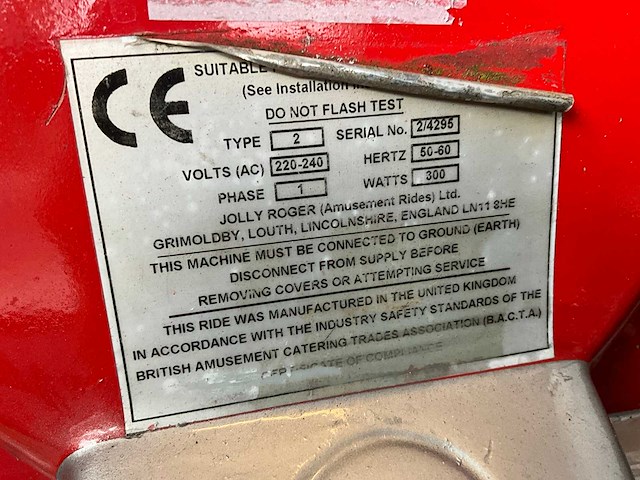 CE
SUITABLE
(See Installation
DO NOT FLASH TEST
TYPE 2 SERIAL No. 2/4295
VOLTS (AC) 220-240 HERTZ 50-60
PHASE 1 WATTS 300
JOLLY ROGER (Amusement Rides) Ltd.
GRIMOLDBY, LOUTH, LINCOLNSHIRE, ENGLAND LN11 8HE
THIS MACHINE MUST BE CONNECTED TO GROUND (EARTH)
DISCONNECT FROM SUPPLY BEFORE
REMOVING COVERS OR ATTEMPTING SERVICE
THIS RIDE WAS MANUFACTURED IN THE UNITED KINGDOM
IN ACCORDANCE WITH THE INDUSTRY SAFETY STANDARDS OF THE
BRITISH AMUSEMENT CATERING TRADES ASSOCIATION (B.A.C.T.A.)
CERTIFICATE OF COMPLIANCE